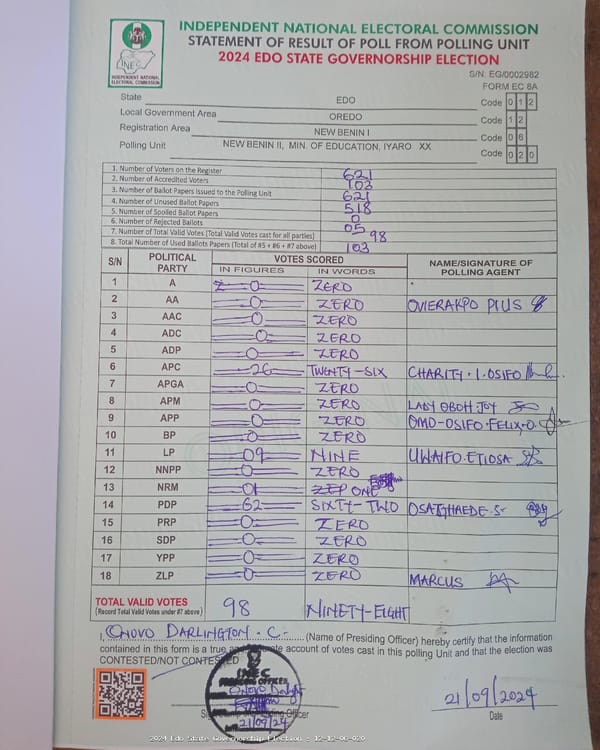 INDEPENDENT NATIONAL ELECTORAL COMMISSION
STATEMENT OF RESULT OF POLL FROM POLLING UNIT
2024 EDO STATE GOVERNORSHIP ELECTION
INEC
INDEPENDENT NATIONAL
ELECTORAL COMMISSION
S/N: EG/0002982
FORM EC 8A
State EDO Code 0 1 2
Local Government Area OREDO Code 1 2
Registration Area NEW BENIN I Code 0 6
Polling Unit NEW BENIN II, MIN. OF EDUCATION, IYARO XX Code 0 2 0
1. Number of Voters on the Register 621
2. Number of Accredited Voters 103
3. Number of Ballot Papers Issued to the Polling Unit 621
4. Number of Unused Ballot Papers 518
5. Number of Spoiled Ballot Papers 0
6. Number of Rejected Ballots 05
7. Number of Total Valid Votes (Total Valid Votes cast for all parties) 98
8. Total Number of Used Ballots Papers (Total of #5 + #6 + #7 above) 103
S/N POLITICAL PARTY VOTES SCORED NAME/SIGNATURE OF POLLING AGENT
IN FIGURES IN WORDS
1 A 0 ZERO
2 AA 0 ZERO OVIERAKPO PIUS
3 AAC 0 ZERO
4 ADC 0 ZERO
5 ADP 0 ZERO
6 APC 26 TWENTY-SIX CHARITY. I. OSIFO
7 APGA 0 ZERO
8 APM 0 ZERO LADY OBOH JOY
9 APP 0 ZERO OMO-OSIFO. FELIX. O
10 BP 0 ZERO
11 LP 09 NINE UWAIFO. ETIOSA
12 NNPP 0 ZERO
13 NRM 01 ONE
14 PDP 62 SIXTY-TWO
15 PRP 0 ZERO
16 SDP 0 ZERO
17 YPP 0 ZERO
18 ZLP 0 ZERO MARCUS
TOTAL VALID VOTES 98 NINETY-EIGHT
(Record Total Valid Votes under #7 above)
I, ONOVO DARLINGTON. C. (Name of Presiding Officer) hereby certify that the information
contained in this form is a true account of votes cast in this polling Unit and that the election was
CONTESTED/NOT CONTESTED
INEC
PRESIDING OFFICER
21/09/24
Officer
21/09/2024
Date
2024 Edo State Governorship Election - 12-12-06-020